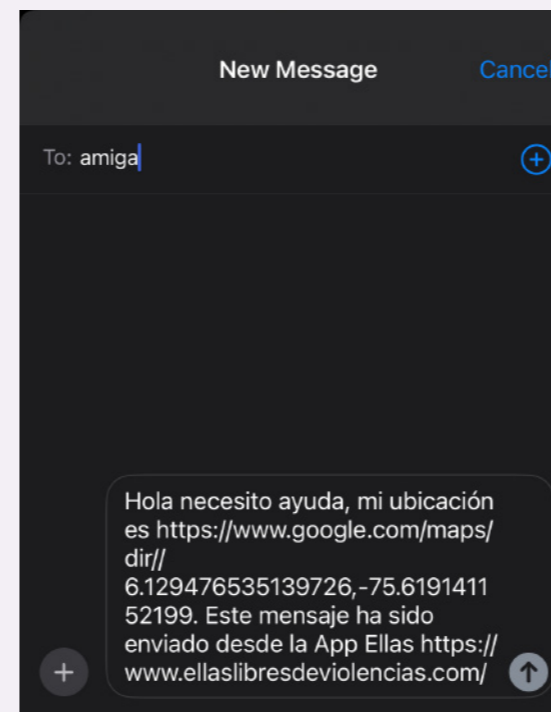 New Message
Cancel
To: amiga
Hola necesito ayuda, mi ubicación
es https://www.google.com/maps/
dir//
6.129476535139726,-75.6191411
52199. Este mensaje ha sido
enviado desde la App Ellas https://
www.ellaslibresdeviolencias.com/